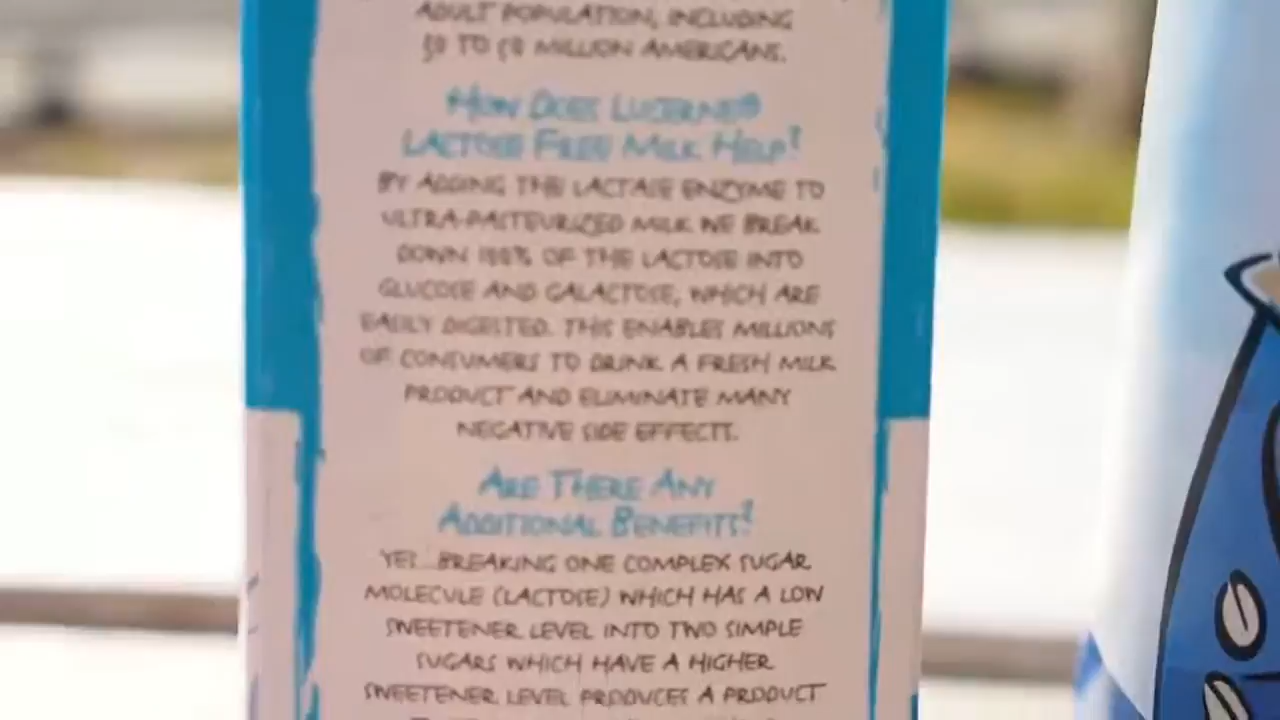 ADULT POPULATION, INCLUDING
30 TO 50 MILLION AMERICANS.
HOW DOES LUCERNE®
LACTOSE FREE MILK HELP?
BY ADDING THE LACTASE ENZYME TO
ULTRA-PASTEURIZED MILK WE BREAK
DOWN 100% OF THE LACTOSE INTO
GLUCOSE AND GALACTOSE, WHICH ARE
EASILY DIGESTED. THIS ENABLES MILLIONS
OF CONSUMERS TO DRINK A FRESH MILK
PRODUCT AND ELIMINATE MANY
NEGATIVE SIDE EFFECTS.
ARE THERE ANY
ADDITIONAL BENEFITS?
YES...BREAKING ONE COMPLEX SUGAR
MOLECULE (LACTOSE) WHICH HAS A LOW
SWEETENER LEVEL INTO TWO SIMPLE
SUGARS WHICH HAVE A HIGHER
SWEETENER LEVEL PRODUCES A PRODUCT